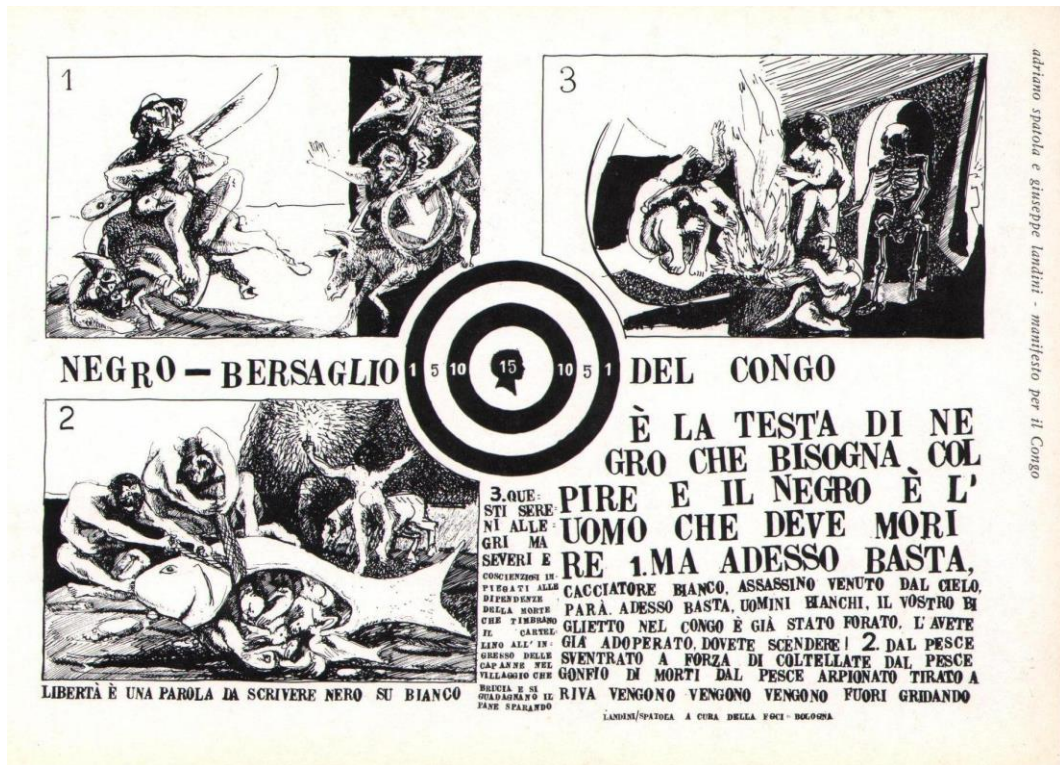 1
3
NEGRO — BERSAGLIO 1 5 10 15 10 5 1 DEL CONGO
2
LIBERTÀ È UNA PAROLA DA SCRIVERE NERO SU BIANCO
È LA TESTA DI NE
GRO CHE BISOGNA COL
PIRE E IL NEGRO È L'
UOMO CHE DEVE MORI
RE 1. MA ADESSO BASTA,
CACCIATORE BIANCO, ASSASSINO VENUTO DAL CIELO,
PARÀ. ADESSO BASTA, UOMINI BIANCHI, IL VOSTRO BI
GLIETTO NEL CONGO È GIÀ STATO FORATO. L'AVETE
GIÀ ADOPERATO. DOVETE SCENDERE! 2. DAL PESCE
SVENTRATO A FORZA DI COLTELLATE DAL PESCE
GONFIO DI MORTI DAL PESCE ARPIONATO TIRATO A
RIVA VENGONO VENGONO VENGONO FUORI GRIDANDO
3. QUE=
STI SERE=
NI ALLE=
GRI MA
SEVERI E
CONCIENZIOSI IM=
PIEGATI ALLE
DIPENDENZE
DELLA MORTE
CHE TIMBRANO
IL CARTEL=
LINO ALL'IN=
GRESSO DELLE
CAPANNE NEL
VILLAGGIO CHE
BRUCIA E SI
GUADAGNANO IL
PANE SPARANDO
LANDINI/SPATOLA A CURA DELLA FGCI - BOLOGNA
adriano spatola e giuseppe landini - manifesto per il Congo